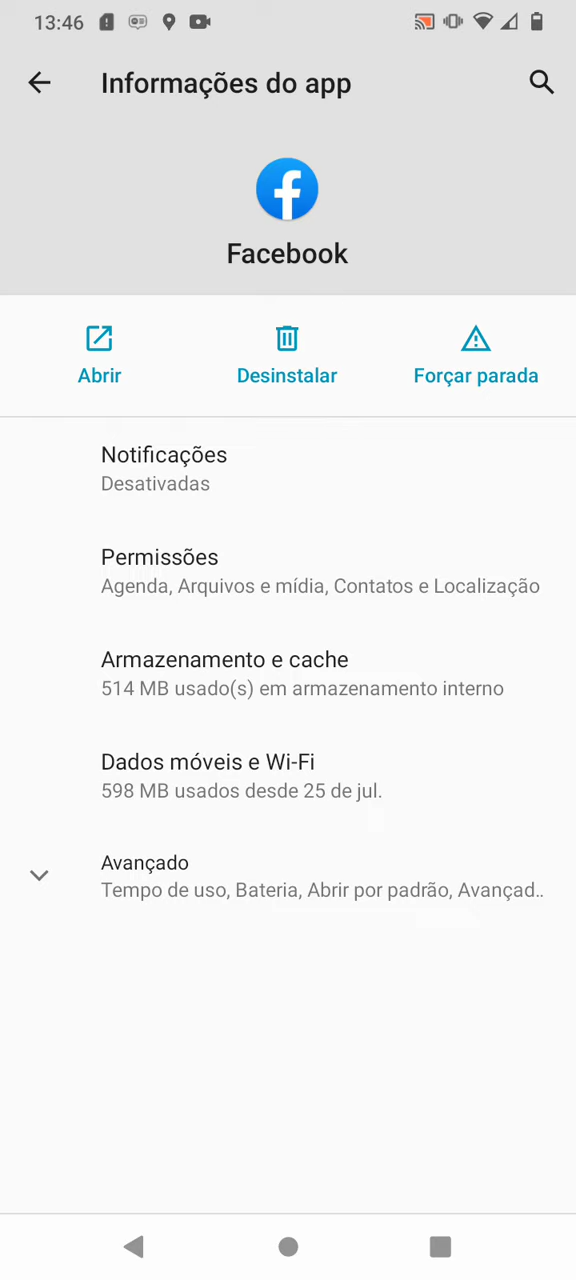 13:46
Informações do app
Facebook
Abrir
Desinstalar
Forçar parada
Notificações
Desativadas
Permissões
Agenda, Arquivos e mídia, Contatos e Localização
Armazenamento e cache
514 MB usado(s) em armazenamento interno
Dados móveis e Wi-Fi
598 MB usados desde 25 de jul.
Avançado
Tempo de uso, Bateria, Abrir por padrão, Avançad..